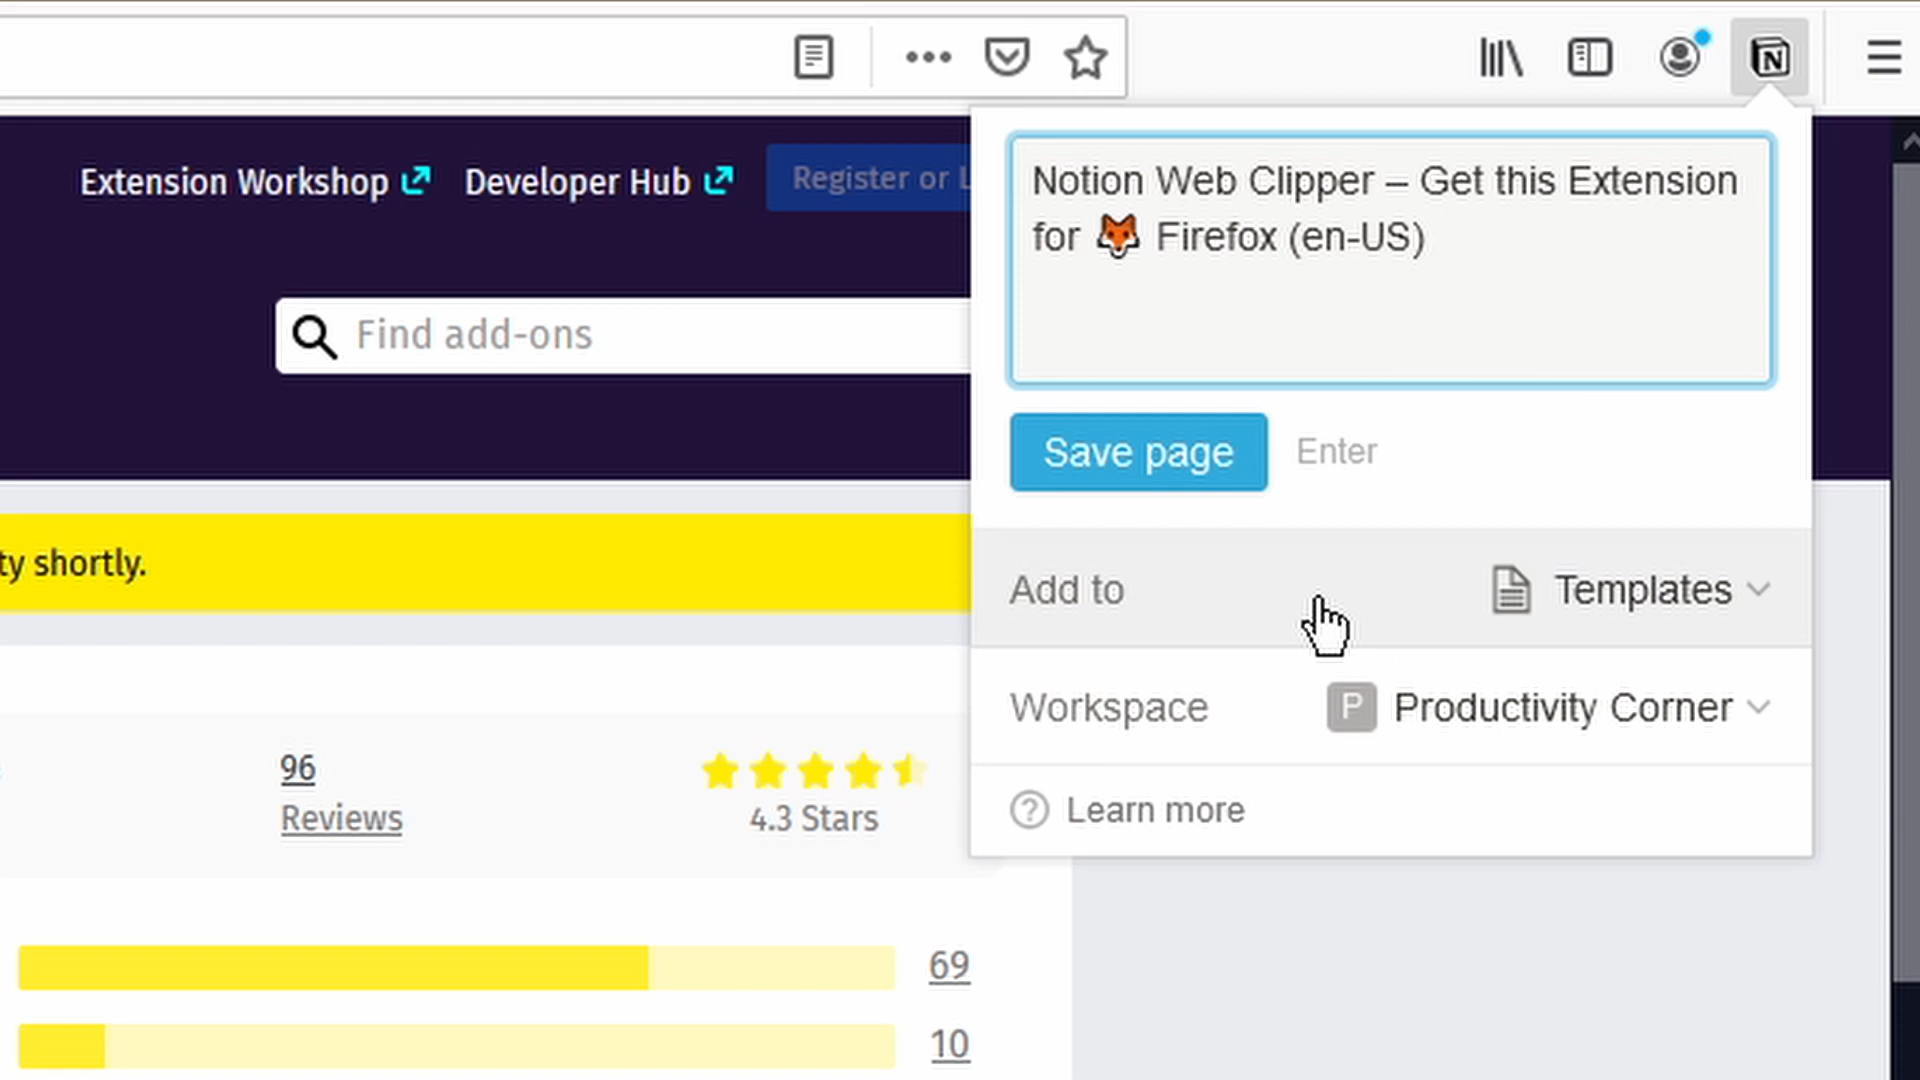 Extension Workshop
Developer Hub
Register or L
Find add-ons
ty shortly.
96
Reviews
4.3 Stars
69
10
N
Notion Web Clipper – Get this Extension
for 🦊 Firefox (en-US)
Save page
Enter
Add to
Templates
Workspace
P
Productivity Corner
? Learn more